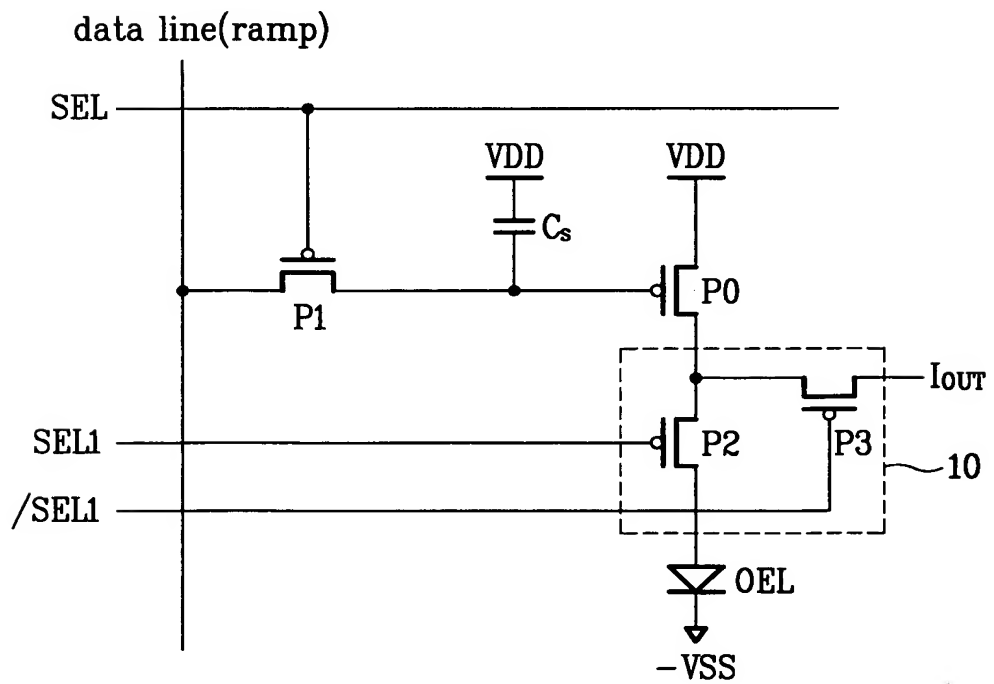 data line(ramp)
SEL
VDD
VDD
Cs
P0
P1
IOUT
SEL1
P2
P3
10
/SEL1
OEL
-VSS